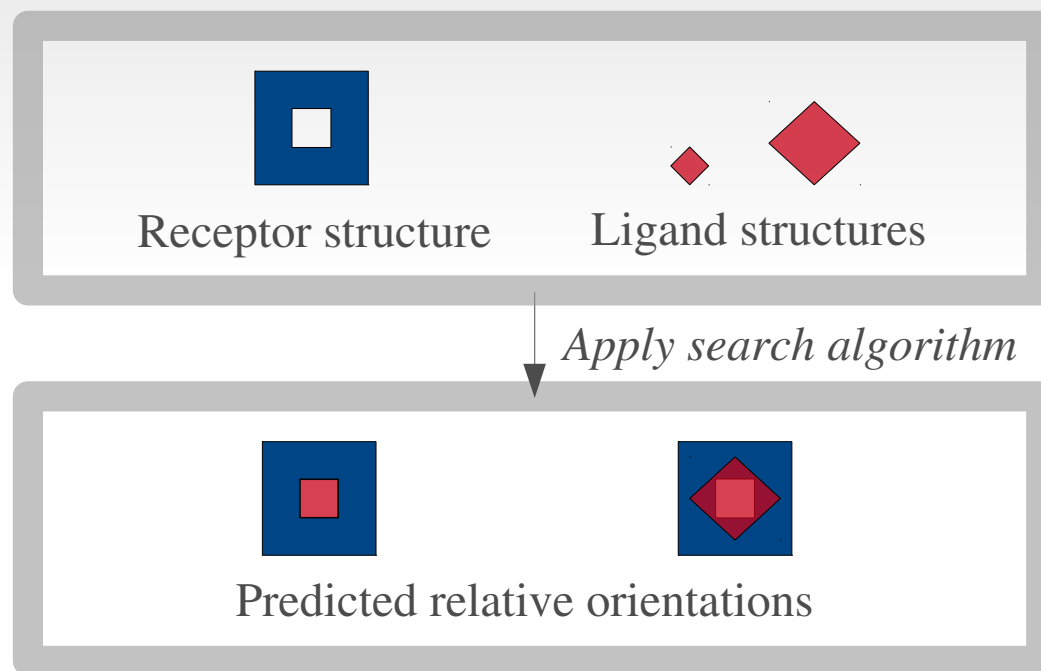 Receptor structure
Ligand structures
Apply search algorithm
Predicted relative orientations